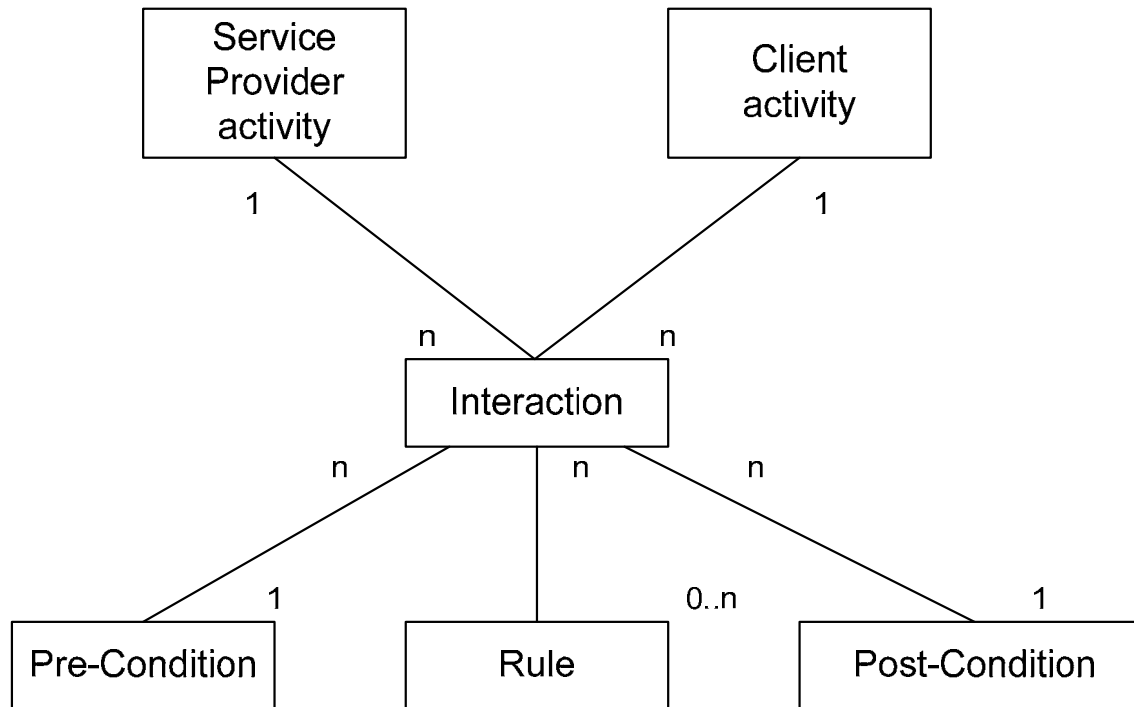 Service
Provider
activity
Client
activity
1
1
n
n
Interaction
n
n
n
1
0..n
1
Pre-Condition
Rule
Post-Condition